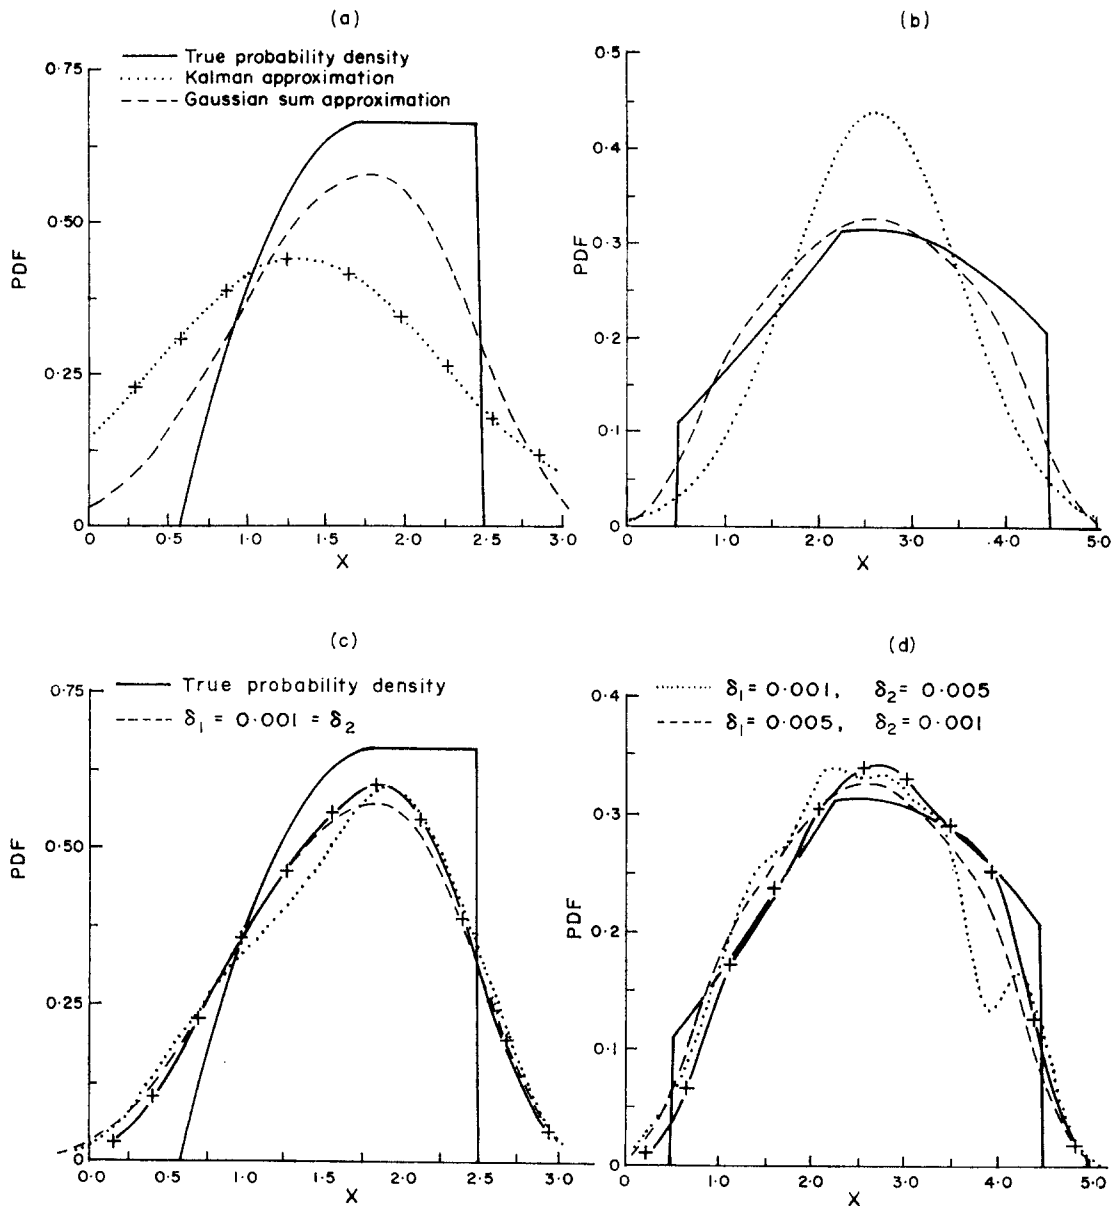 (a)
True probability density
Kalman approximation
Gaussian sum approximation
0·75
0·50
0·25
0
PDF
0 0·5 1·0 1·5 2·0 2·5 3·0
X
(b)
0·5
0·4
0·3
0·2
0·1
0
PDF
0 1·0 2·0 3·0 4·0 5·0
X
(c)
True probability density
δ₁ = 0·001 = δ₂
0·75
0·50
0·25
0
PDF
0·0 0·5 1·0 1·5 2·0 2·5 3·0
X
(d)
δ₁= 0·001, δ₂= 0·005
δ₁= 0·005, δ₂= 0·001
0·4
0·3
0·2
0·1
0
PDF
0·0 1·0 2·0 3·0 4·0 5·0
X